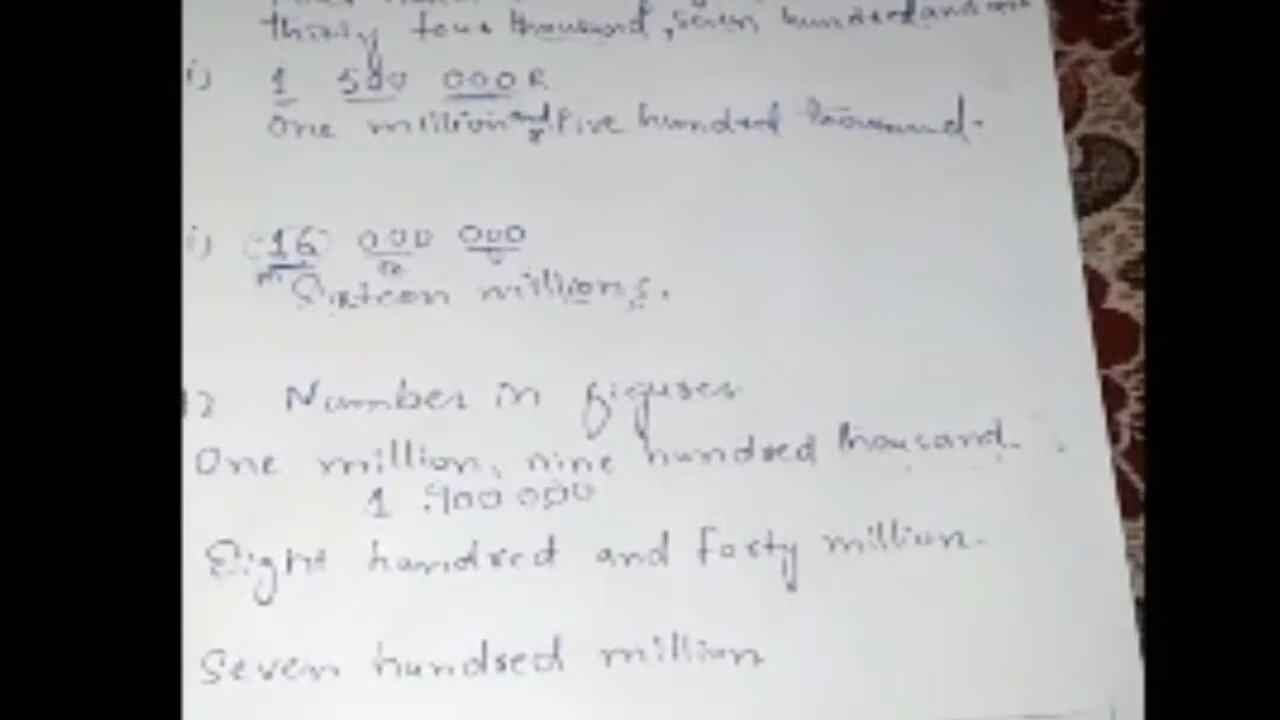 thirty four thousand, seven hundred and
i) 1 500 000 R
One million and five hundred thousand.
i) 16 000 000
m Th
Sixteen millions.
2 Number in figures
One million, nine hundred thousand.
1 900 000
Eight hundred and forty million.
Seven hundred million